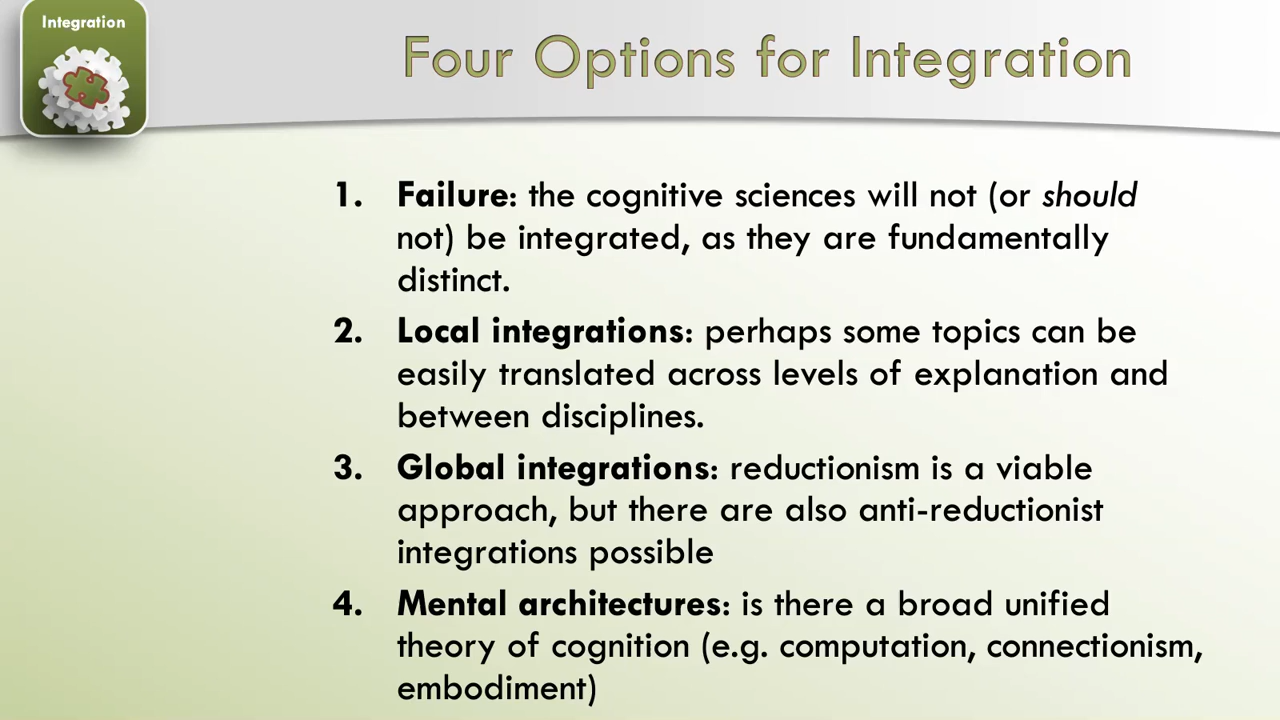 Integration
Four Options for Integration
1. Failure: the cognitive sciences will not (or should
not) be integrated, as they are fundamentally
distinct.
2. Local integrations: perhaps some topics can be
easily translated across levels of explanation and
between disciplines.
3. Global integrations: reductionism is a viable
approach, but there are also anti-reductionist
integrations possible
4. Mental architectures: is there a broad unified
theory of cognition (e.g. computation, connectionism,
embodiment)